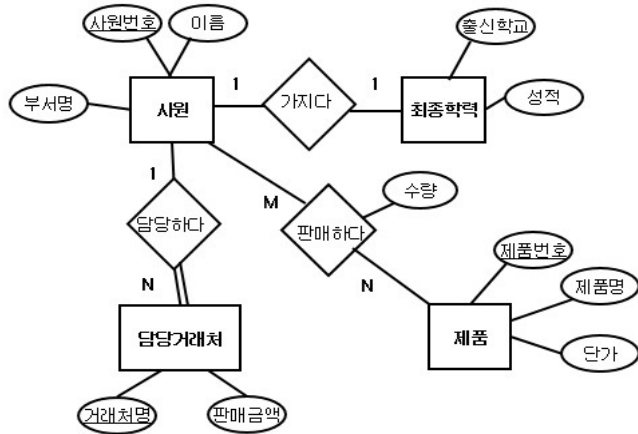 사원번호
이름
출신학교
부서명
사원
1
가지다
1
최종학력
성적
1
M
수량
담당하다
판매하다
제품번호
N
N
제품명
담당거래처
제품
단가
거래처명
판매금액